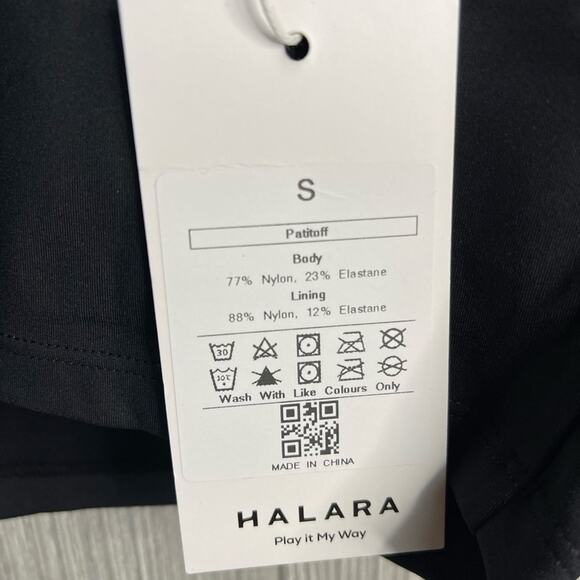 S
Patitoff
Body
77% Nylon, 23% Elastane
Lining
88% Nylon, 12% Elastane
30
10°C
Wash With Like Colours Only
MADE IN CHINA
HALARA
Play it My Way